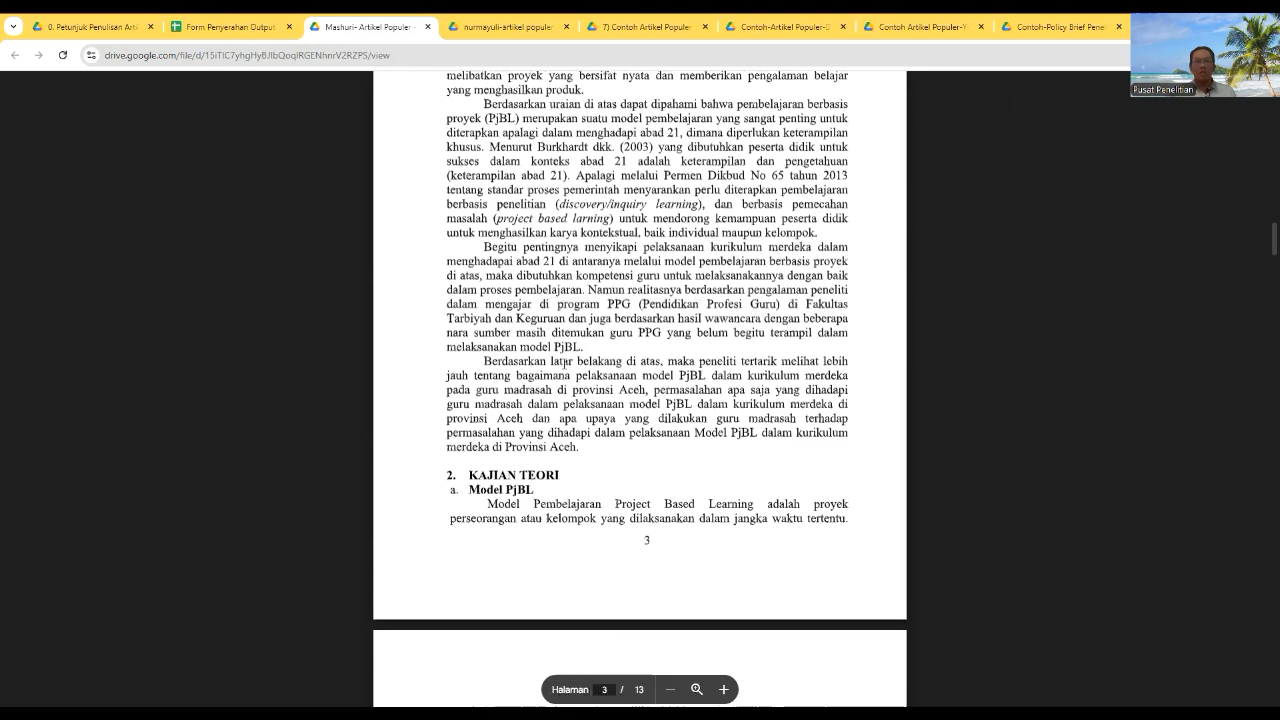 0. Petunjuk Penulisan Arti
Form Penyerahan Output
Mashuri- Artikel Populer -
nurmayuli-artikel populer
7) Contoh Artikel Populer-
Contoh-Artikel Populer-D
Contoh Artikel Populer-Y
Contoh-Policy Brief Pene
Pusat Penelitian
melibatkan proyek yang bersifat nyata dan memberikan pengalaman belajar
yang menghasilkan produk.
Berdasarkan uraian di atas dapat dipahami bahwa pembelajaran berbasis
proyek (PjBL) merupakan suatu model pembelajaran yang sangat penting untuk
diterapkan apalagi dalam menghadapi abad 21, dimana diperlukan keterampilan
khusus. Menurut Burkhardt dkk. (2003) yang dibutuhkan peserta didik untuk
sukses dalam konteks abad 21 adalah keterampilan dan pengetahuan
(keterampilan abad 21). Apalagi melalui Permen Dikbud No 65 tahun 2013
tentang standar proses pemerintah menyarankan perlu diterapkan pembelajaran
berbasis penelitian (discovery/inquiry learning), dan berbasis pemecahan
masalah (project based larning) untuk mendorong kemampuan peserta didik
untuk menghasilkan karya kontekstual, baik individual maupun kelompok.
Begitu pentingnya menyikapi pelaksanaan kurikulum merdeka dalam
menghadapai abad 21 di antaranya melalui model pembelajaran berbasis proyek
di atas, maka dibutuhkan kompetensi guru untuk melaksanakannya dengan baik
dalam proses pembelajaran. Namun realitasnya berdasarkan pengalaman peneliti
dalam mengajar di program PPG (Pendidikan Profesi Guru) di Fakultas
Tarbiyah dan Keguruan dan juga berdasarkan hasil wawancara dengan beberapa
nara sumber masih ditemukan guru PPG yang belum begitu terampil dalam
melaksanakan model PjBL.
Berdasarkan latar belakang di atas, maka peneliti tertarik melihat lebih
jauh tentang bagaimana pelaksanaan model PjBL dalam kurikulum merdeka
pada guru madrasah di provinsi Aceh, permasalahan apa saja yang dihadapi
guru madrasah dalam pelaksanaan model PjBL dalam kurikulum merdeka di
provinsi Aceh dan apa upaya yang dilakukan guru madrasah terhadap
permasalahan yang dihadapi dalam pelaksanaan Model PjBL dalam kurikulum
merdeka di Provinsi Aceh.
2. KAJIAN TEORI
a. Model PjBL
Model Pembelajaran Project Based Learning adalah proyek
perseorangan atau kelompok yang dilaksanakan dalam jangka waktu tertentu.
3
Halaman 3 / 13